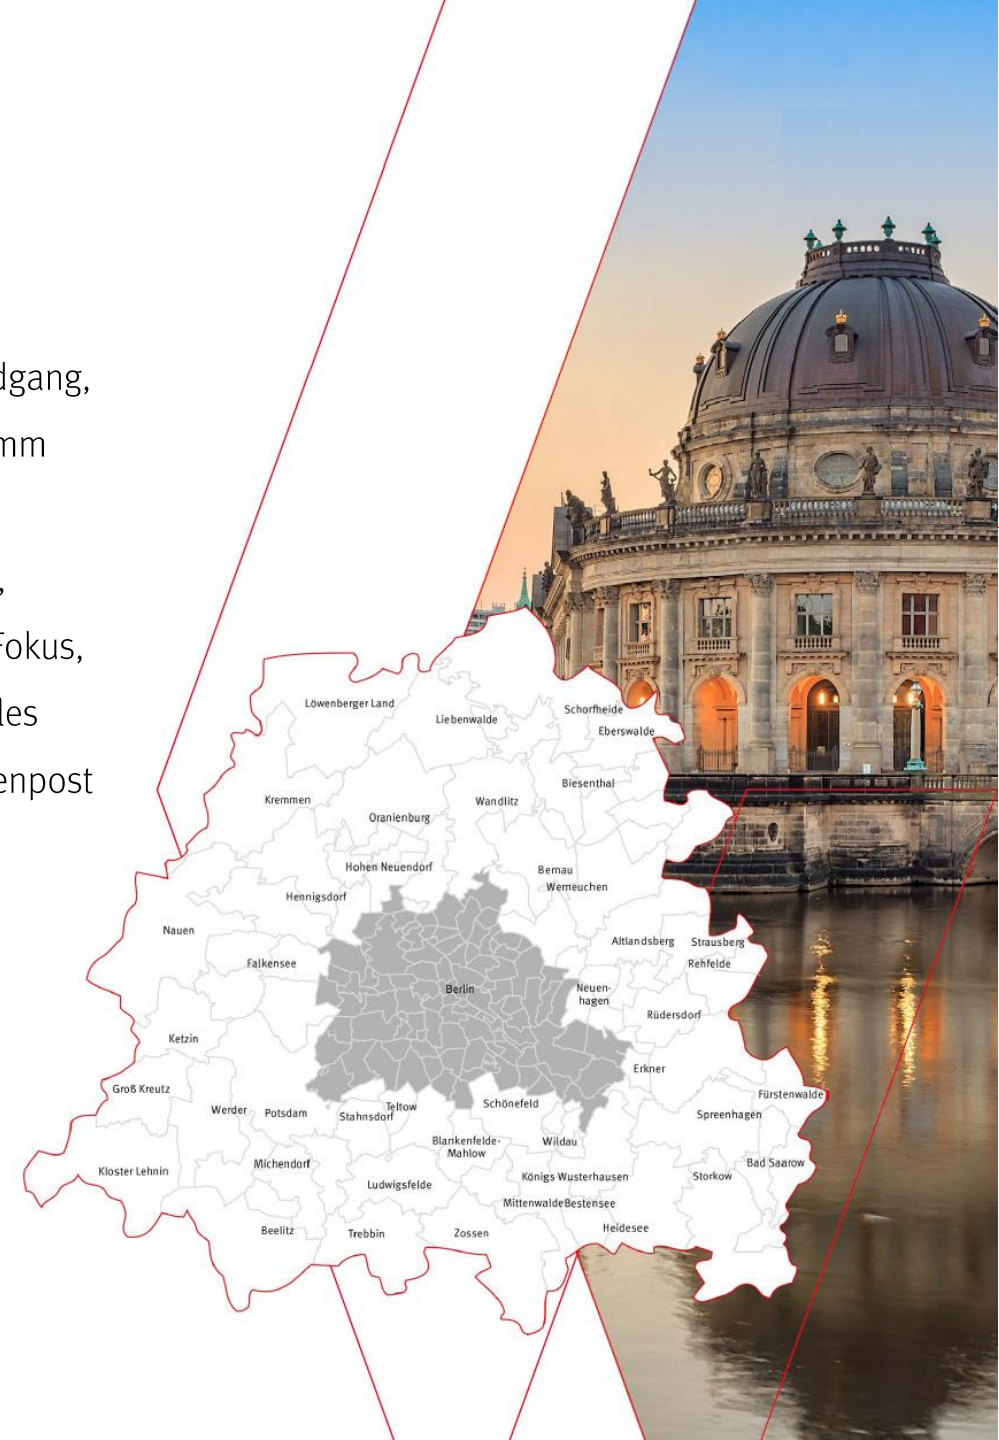 dgang,
mm
,
Fokus,
les
enpost
Löwenberger Land
Liebenwalde
Schorfheide
Eberswalde
Biesenthal
Kremmen
Wandlitz
Oranienburg
Hohen Neuendorf
Bernau
Werneuchen
Hennigsdorf
Nauen
Altlandsberg
Strausberg
Falkensee
Rehfelde
Berlin
Neuen-
hagen
Rüdersdorf
Ketzin
Erkner
Groß Kreutz
Fürstenwalde
Werder
Potsdam
Teltow
Stahnsdorf
Schönefeld
Spreenhagen
Blankenfelde-
Mahlow
Wildau
Kloster Lehnin
Michendorf
Bad Saarow
Ludwigsfelde
Königs Wusterhausen
Storkow
Mittenwalde
Bestensee
Beelitz
Trebbin
Zossen
Heidesee